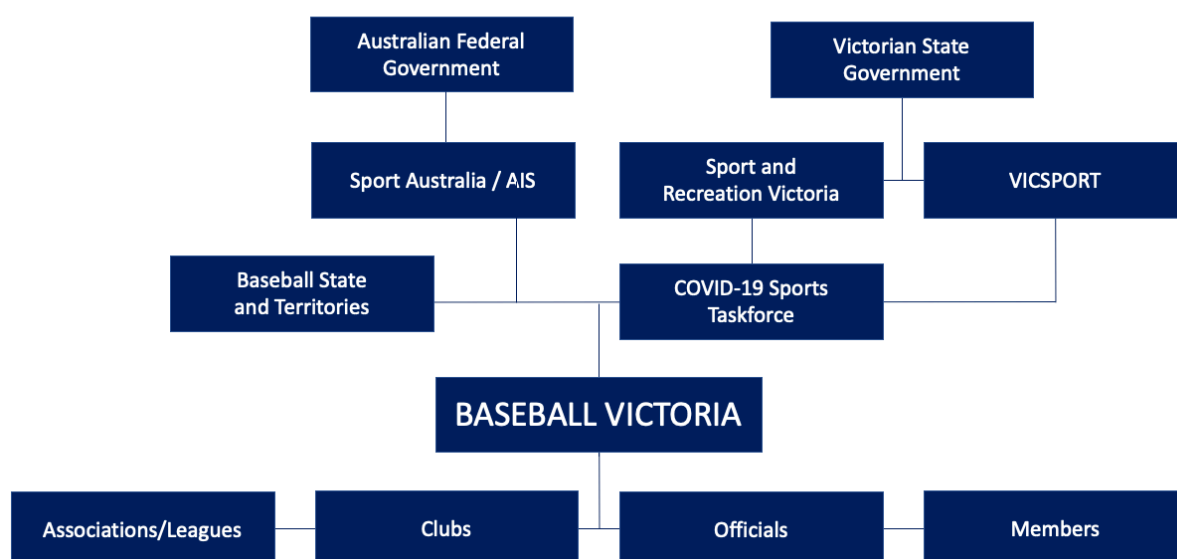 Australian Federal
Government
Victorian State
Government
Sport Australia / AIS
Sport and
Recreation Victoria
VICSPORT
Baseball State
and Territories
COVID-19 Sports
Taskforce
BASEBALL VICTORIA
Associations/Leagues
Clubs
Officials
Members